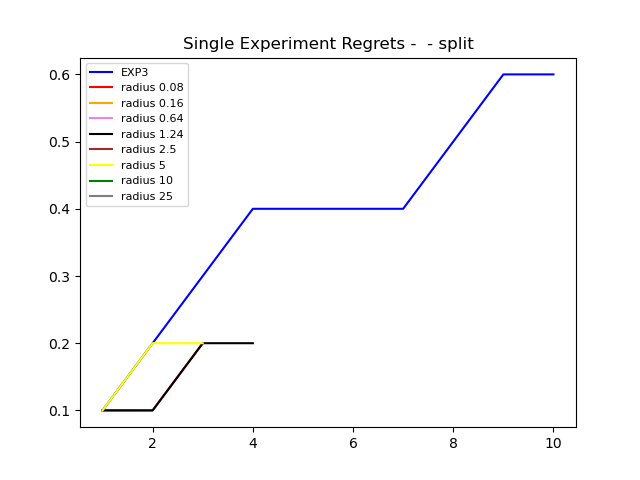 Single Experiment Regrets -  - split
EXP3
radius 0.08
radius 0.16
radius 0.64
radius 1.24
radius 2.5
radius 5
radius 10
radius 25
0.6
0.5
0.4
0.3
0.2
0.1
2 4 6 8 10